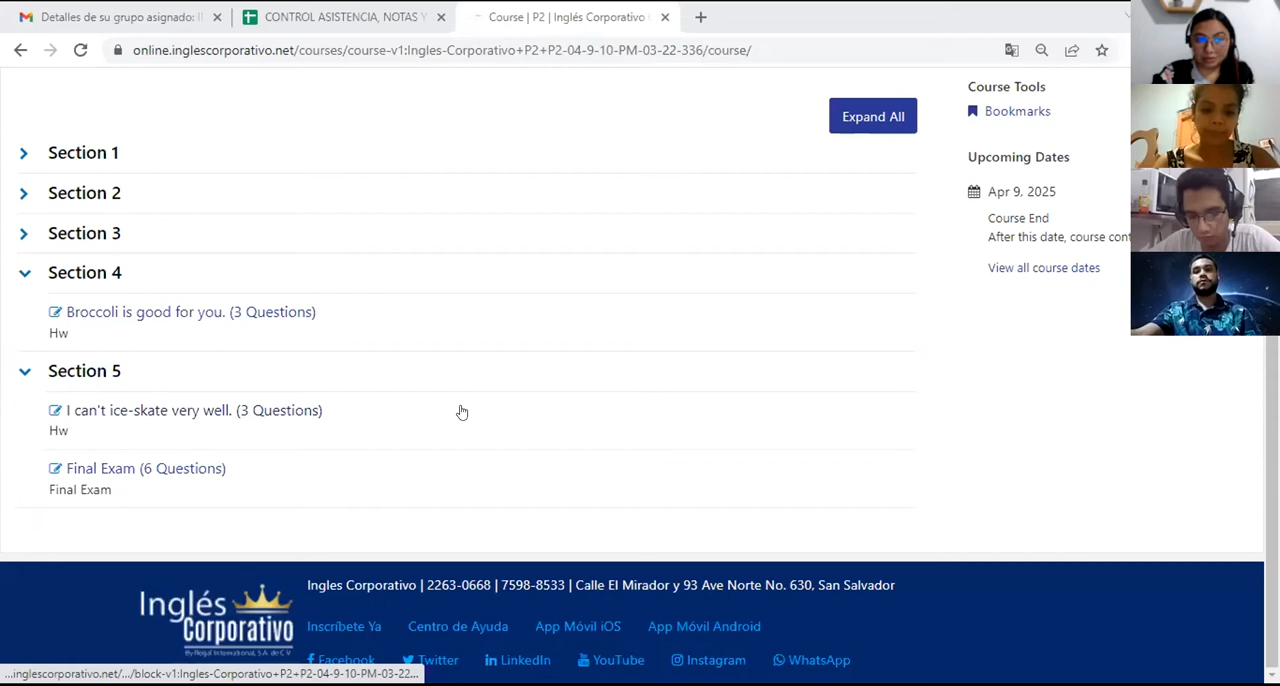 Detalles de su grupo asignado: I
CONTROL ASISTENCIA, NOTAS Y
Course | P2 | Inglés Corporativo
online.inglescorporativo.net/courses/course-v1:Ingles-Corporativo+P2+P2-04-9-10-PM-03-22-336/course/
Expand All
Section 1
Section 2
Section 3
Section 4
Broccoli is good for you. (3 Questions)
Hw
Section 5
I can't ice-skate very well. (3 Questions)
Hw
Final Exam (6 Questions)
Final Exam
Course Tools
Bookmarks
Upcoming Dates
Apr 9, 2025
Course End
After this date, course cont
View all course dates
Inglés
Corporativo
Ingles Corporativo | 2263-0668 | 7598-8533 | Calle El Mirador y 93 Ave Norte No. 630, San Salvador
Inscríbete Ya Centro de Ayuda App Móvil iOS App Móvil Android
Facebook Twitter LinkedIn YouTube Instagram WhatsApp
...inglescorporativo.net/.../block-v1:Ingles-Corporativo+P2+P2-04-9-10-PM-03-22...